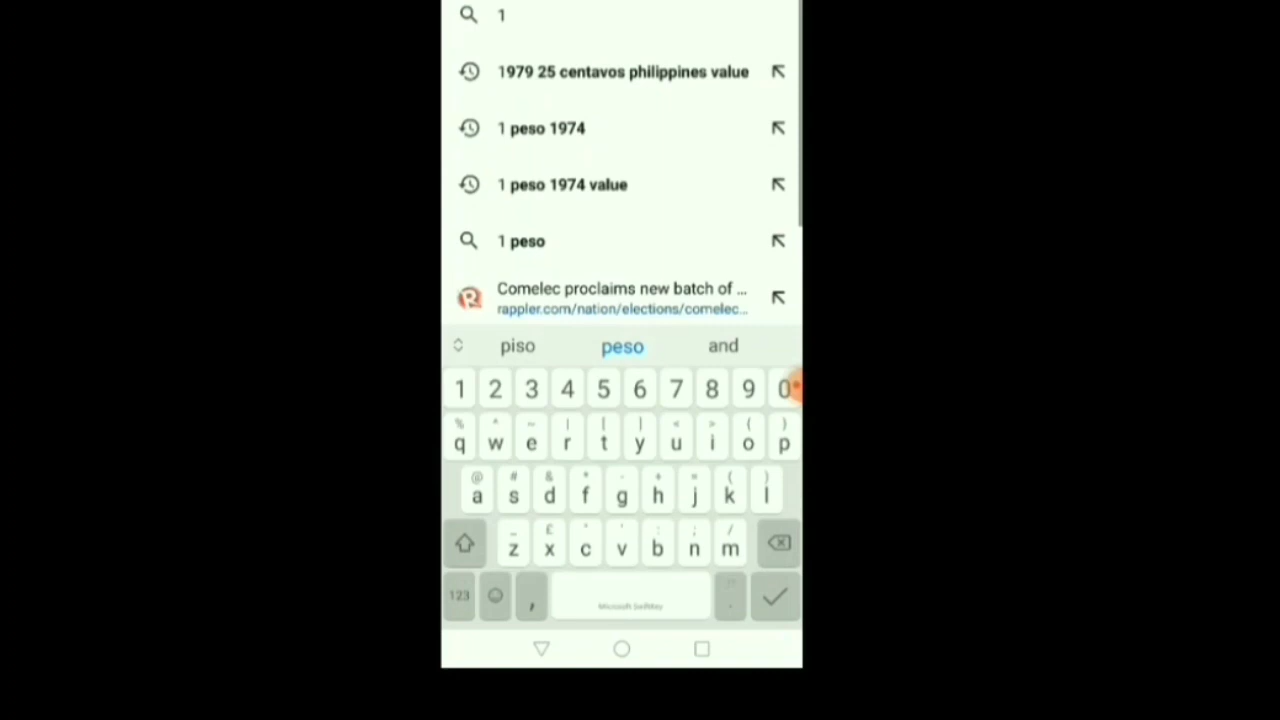 1
1979 25 centavos philippines value
1 peso 1974
1 peso 1974 value
1 peso
Comelec proclaims new batch of ...
rappler.com/nation/elections/comelec...
piso peso and
1 2 3 4 5 6 7 8 9 0
q w e r t y u i o p
@ # &
a s d f g h j k l
z x c v b n m
123 , Microsoft SwiftKey .